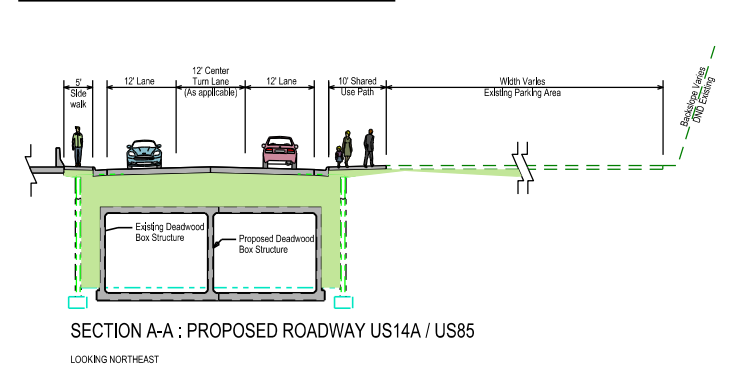 5'
Side
walk
12' Lane
12' Center
Turn Lane
(As applicable)
12' Lane
10' Shared
Use Path
Width Varies
Existing Parking Area
Backslope Varies
DND Existing
Existing Deadwood
Box Structure
Proposed Deadwood
Box Structure
SECTION A-A : PROPOSED ROADWAY US14A / US85
LOOKING NORTHEAST